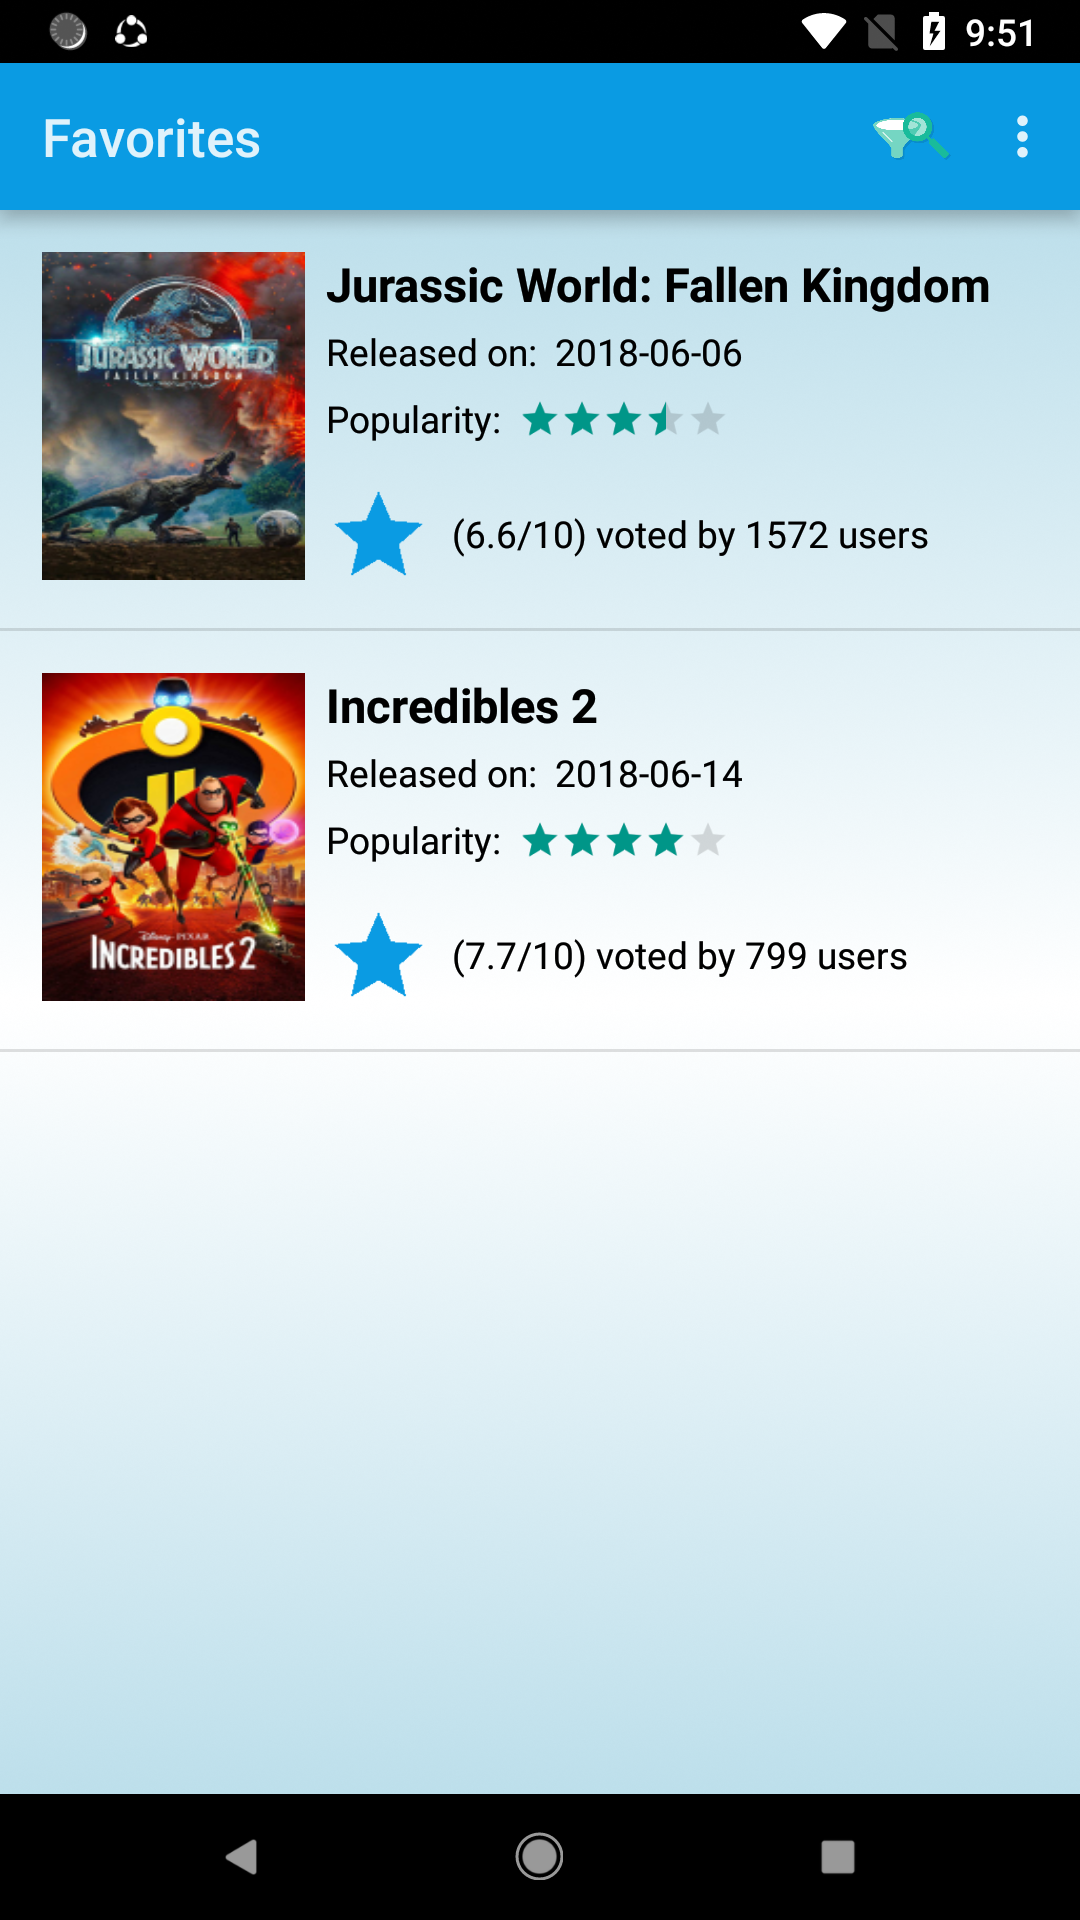 9:51
Favorites
JURASSIC WORLD
FALLEN KINGDOM
Jurassic World: Fallen Kingdom
Released on: 2018-06-06
Popularity:
(6.6/10) voted by 1572 users
Disney PIXAR
INCREDIBLES 2
Incredibles 2
Released on: 2018-06-14
Popularity:
(7.7/10) voted by 799 users